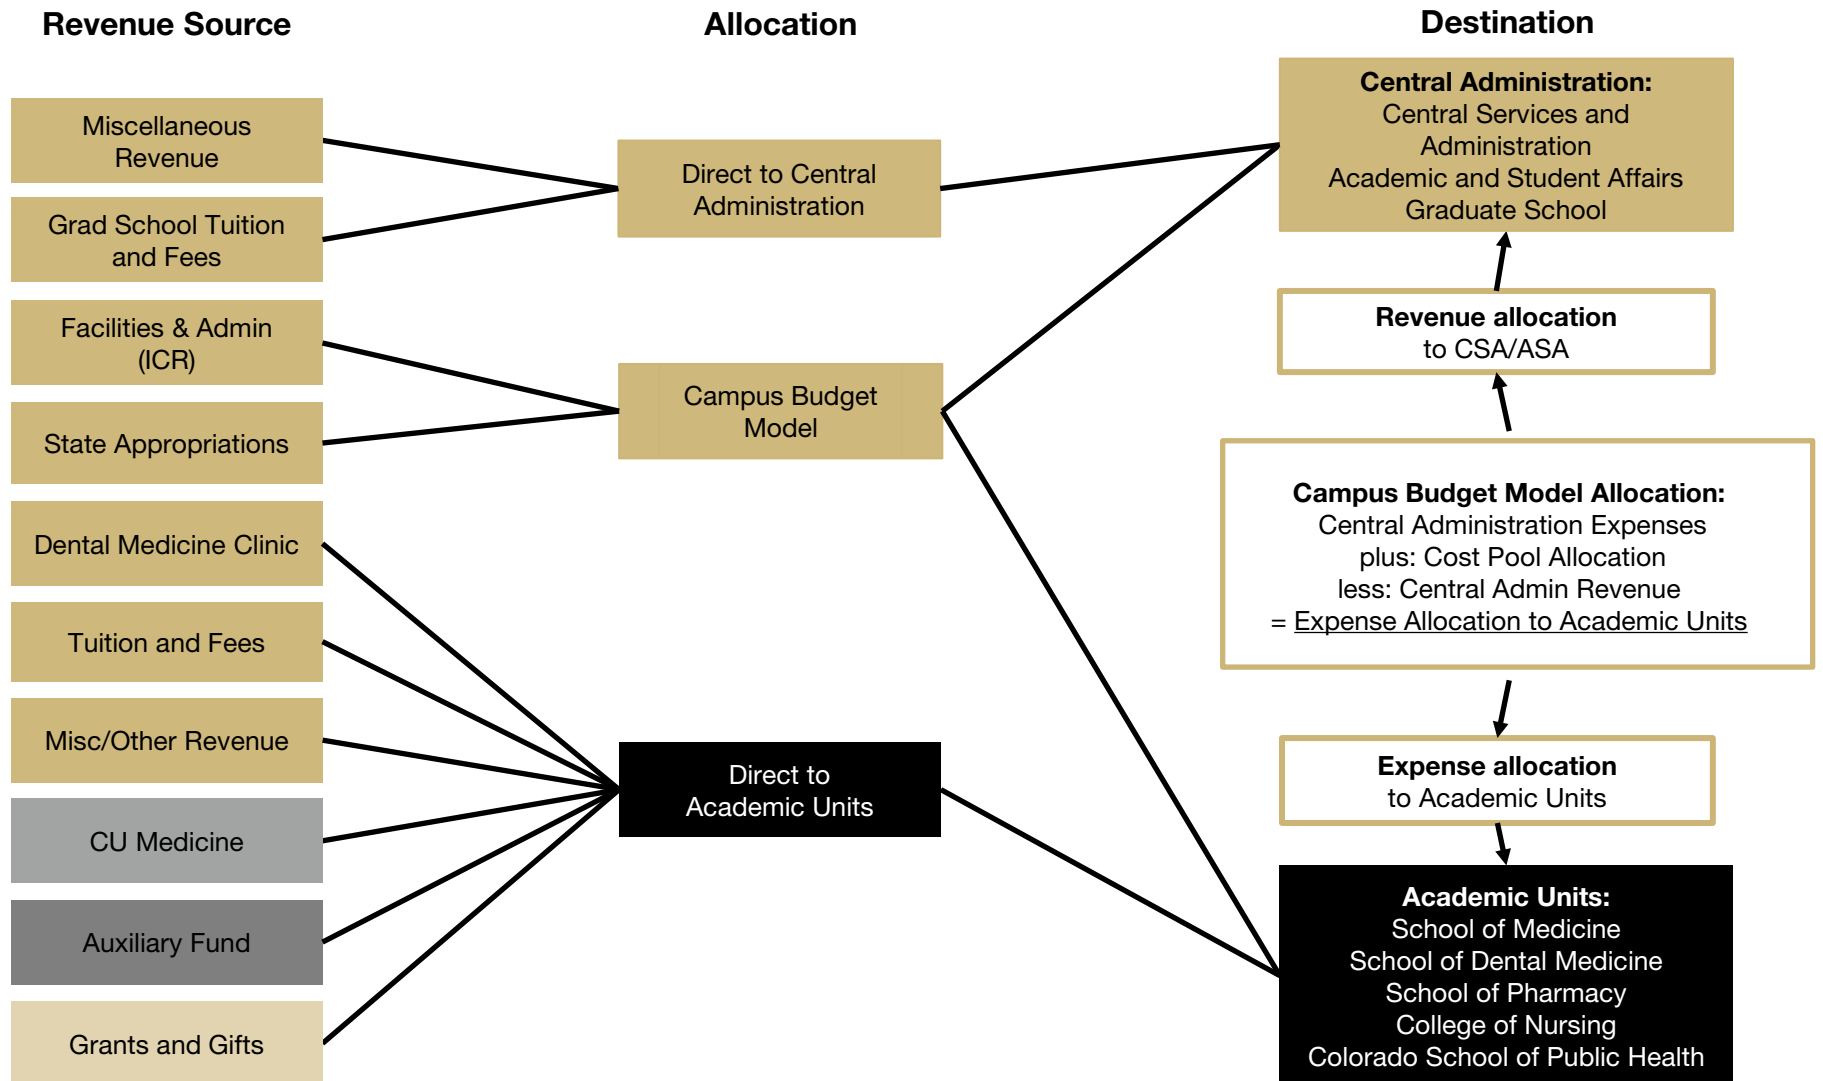 Revenue Source
Allocation
Destination
Miscellaneous
Revenue
Grad School Tuition
and Fees
Facilities & Admin
(ICR)
State Appropriations
Dental Medicine Clinic
Tuition and Fees
Misc/Other Revenue
CU Medicine
Auxiliary Fund
Grants and Gifts
Direct to Central
Administration
Campus Budget
Model
Direct to
Academic Units
Central Administration:
Central Services and
Administration
Academic and Student Affairs
Graduate School
Revenue allocation
to CSA/ASA
Campus Budget Model Allocation:
Central Administration Expenses
plus: Cost Pool Allocation
less: Central Admin Revenue
= Expense Allocation to Academic Units
Expense allocation
to Academic Units
Academic Units:
School of Medicine
School of Dental Medicine
School of Pharmacy
College of Nursing
Colorado School of Public Health